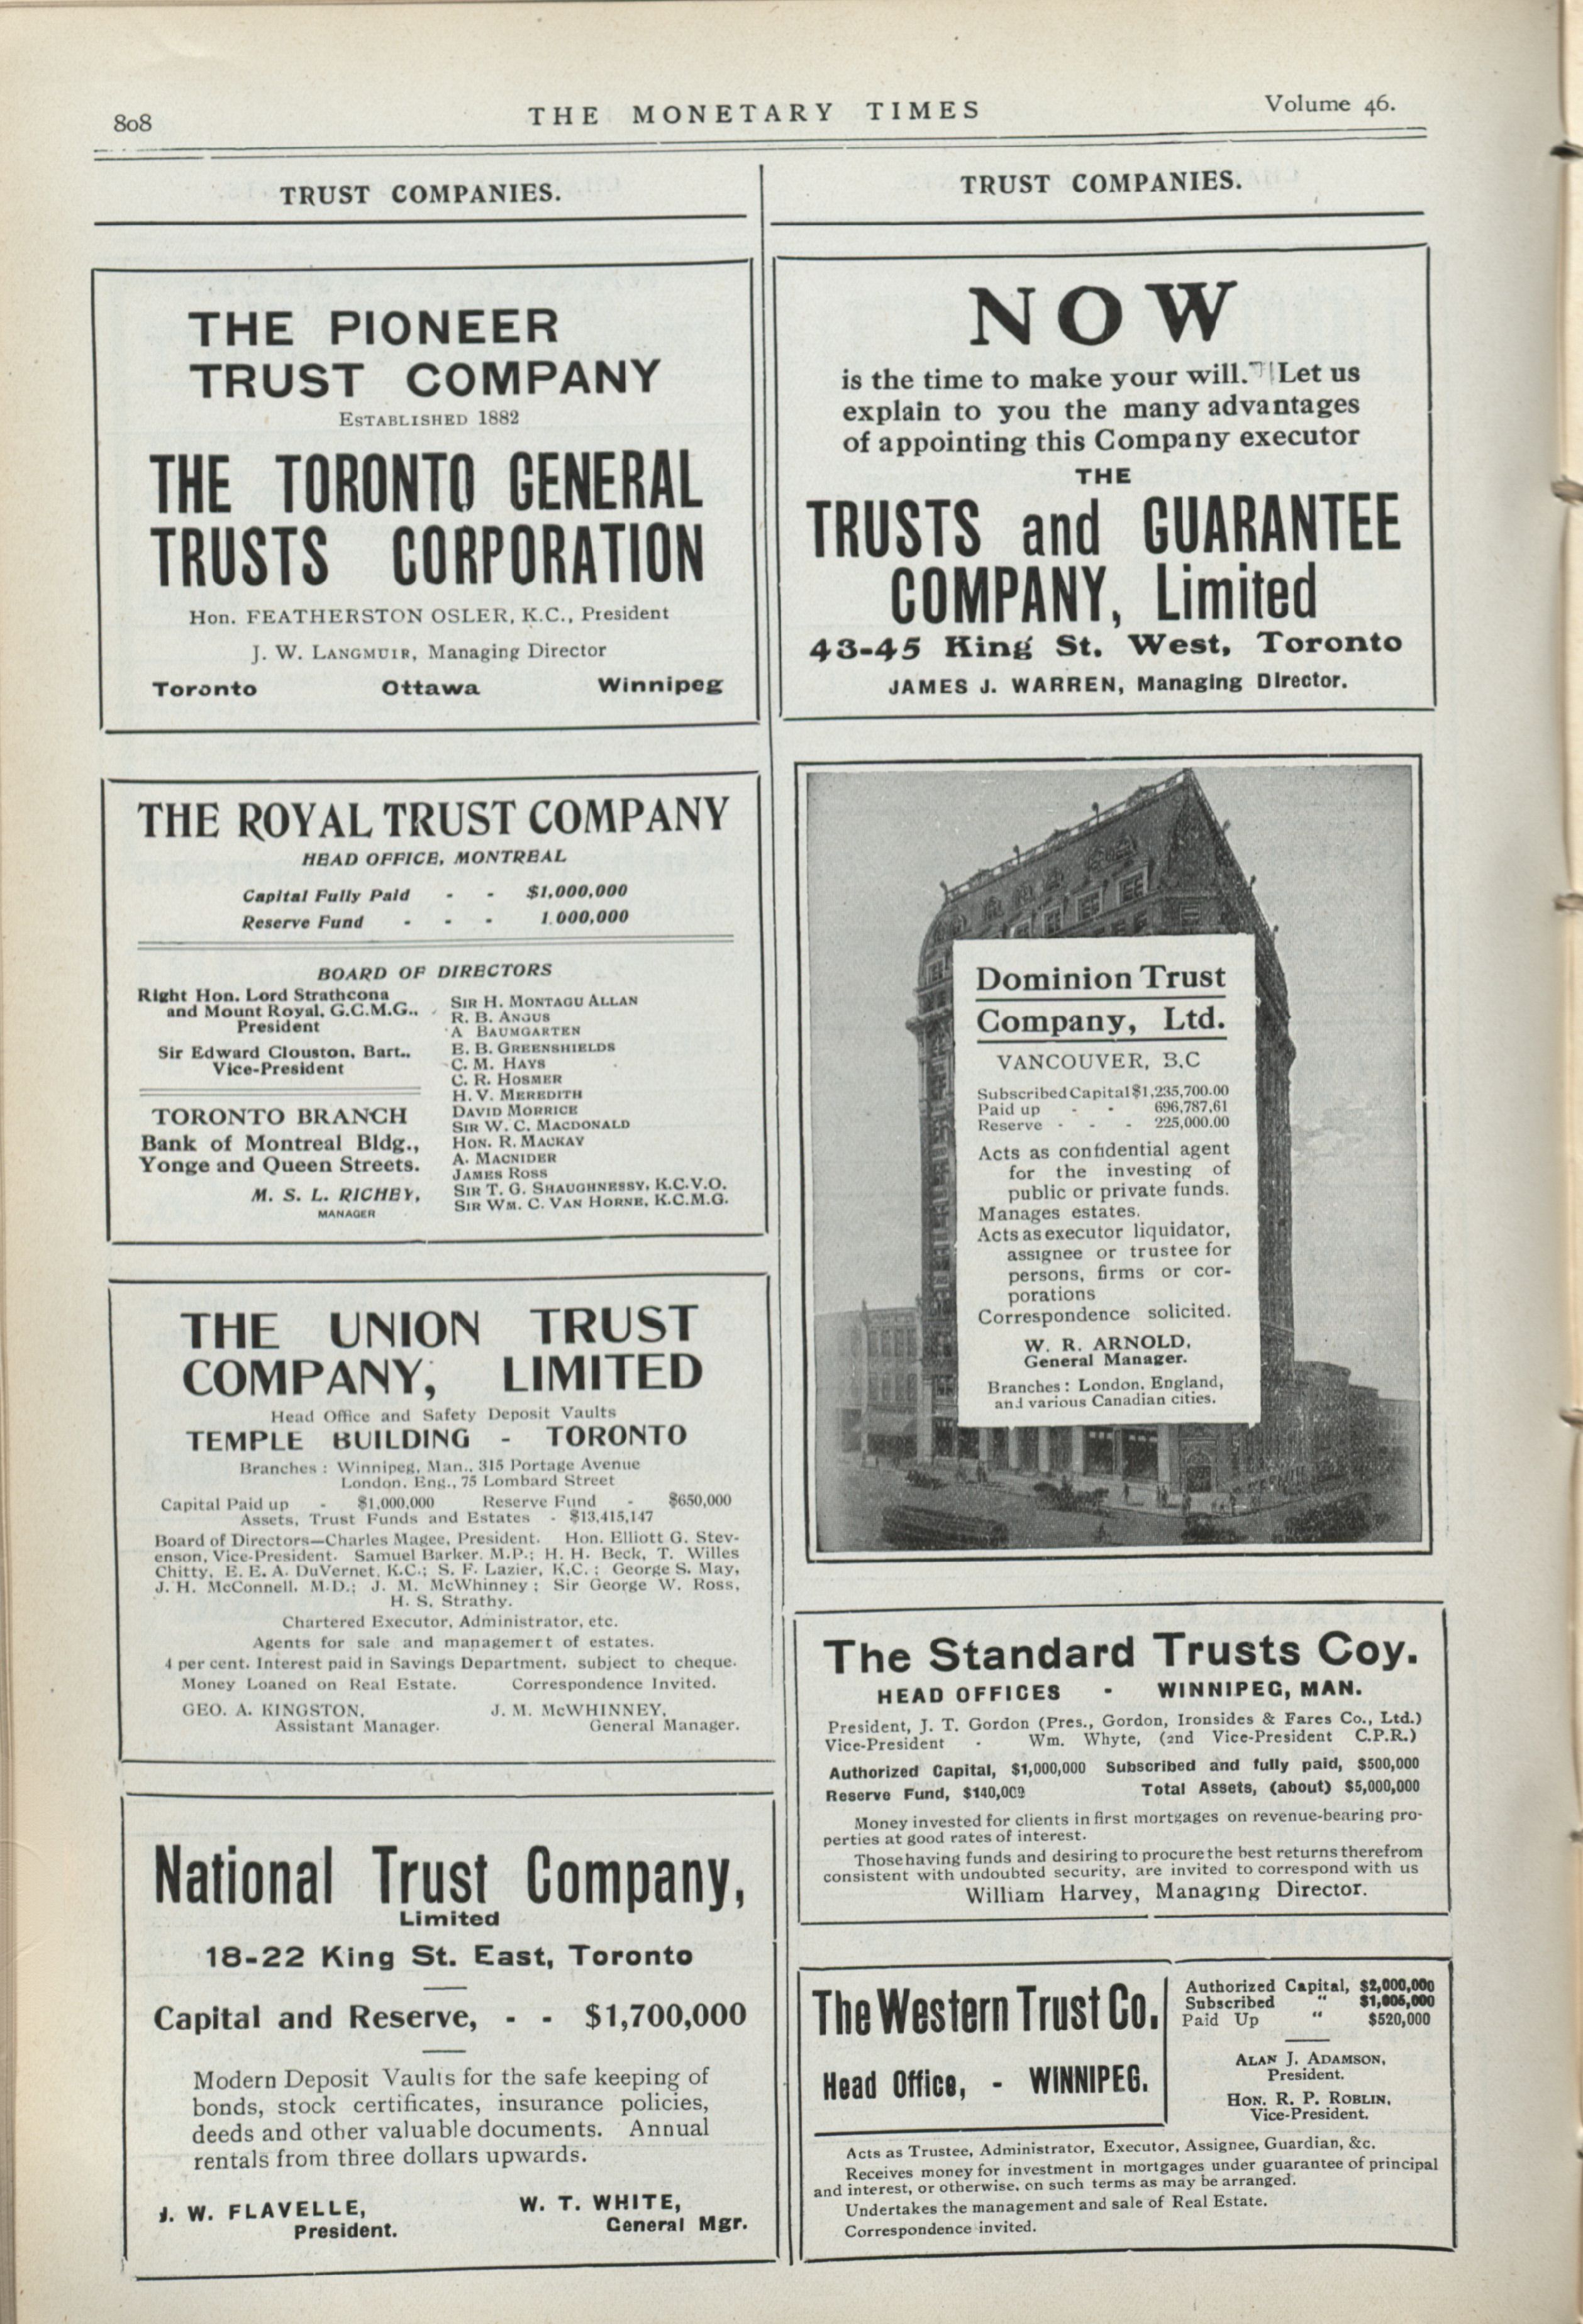 808
THE MONETARY TIMES
Volume 46.
TRUST COMPANIES.
THE PIONEER
TRUST COMPANY
ESTABLISHED 1882
THE TORONTO GENERAL
TRUSTS CORPORATION
Hon. FEATHERSTON OSLER, K.C., President
J. W. LANGMUIR, Managing Director
Toronto Ottawa Winnipeg
THE ROYAL TRUST COMPANY
HEAD OFFICE, MONTREAL
Capital Fully Paid - - $1,000,000
Reserve Fund - - - 1.000,000
BOARD OF DIRECTORS
Right Hon. Lord Strathcona
and Mount Royal, G.C.M.G.,
President
Sir Edward Clouston, Bart.,
Vice-President
TORONTO BRANCH
Bank of Montreal Bldg.,
Yonge and Queen Streets.
M. S. L. RICHEY,
MANAGER
SIR H. MONTAGU ALLAN
R. B. ANGUS
A BAUMGARTEN
E. B. GREENSHIELDS
C. M. HAYS
C. R. HOSMER
H. V. MEREDITH
DAVID MORRICE
SIR W. C. MACDONALD
HON. R. MACKAY
A. MACNIDER
JAMES ROSS
SIR T. G. SHAUGHNESSY, K.C.V.O.
SIR WM. C. VAN HORNE, K.C.M.G.
THE UNION TRUST
COMPANY, LIMITED
Head Office and Safety Deposit Vaults
TEMPLE BUILDING - TORONTO
Branches : Winnipeg, Man., 315 Portage Avenue
London, Eng., 75 Lombard Street
Capital Paid up - $1,000,000 Reserve Fund - $650,000
Assets, Trust Funds and Estates - $13,415,147
Board of Directors—Charles Magee, President. Hon. Elliott G. Stev-
enson, Vice-President. Samuel Barker, M.P.; H. H. Beck, T. Willes
Chitty, E. E. A. DuVernet, K.C.; S. F. Lazier, K.C. ; George S. May,
J. H. McConnell, M.D.; J. M. McWhinney ; Sir George W. Ross,
H. S. Strathy.
Chartered Executor, Administrator, etc.
Agents for sale and management of estates.
4 per cent. Interest paid in Savings Department, subject to cheque.
Money Loaned on Real Estate. Correspondence Invited.
GEO. A. KINGSTON, J. M. McWHINNEY,
Assistant Manager. General Manager.
National Trust Company,
Limited
18-22 King St. East, Toronto
Capital and Reserve, - - $1,700,000
Modern Deposit Vaults for the safe keeping of
bonds, stock certificates, insurance policies,
deeds and other valuable documents. Annual
rentals from three dollars upwards.
J. W. FLAVELLE, W. T. WHITE,
President. General Mgr.
TRUST COMPANIES.
NOW
is the time to make your will. Let us
explain to you the many advantages
of appointing this Company executor
THE
TRUSTS and GUARANTEE
COMPANY, Limited
43-45 King St. West, Toronto
JAMES J. WARREN, Managing Director.
Dominion Trust
Company, Ltd.
VANCOUVER, B.C
Subscribed Capital $1,235,700.00
Paid up - - 696,787.61
Reserve - - - 225,000.00
Acts as confidential agent
for the investing of
public or private funds.
Manages estates.
Acts as executor liquidator,
assignee or trustee for
persons, firms or cor-
porations
Correspondence solicited.
W. R. ARNOLD,
General Manager.
Branches : London, England,
and various Canadian cities.
The Standard Trusts Coy.
HEAD OFFICES - WINNIPEG, MAN.
President, J. T. Gordon (Pres., Gordon, Ironsides & Fares Co., Ltd.)
Vice-President - Wm. Whyte, (2nd Vice-President C.P.R.)
Authorized Capital, $1,000,000 Subscribed and fully paid, $500,000
Reserve Fund, $140,000 Total Assets, (about) $5,000,000
Money invested for clients in first mortgages on revenue-bearing pro-
perties at good rates of interest.
Those having funds and desiring to procure the best returns therefrom
consistent with undoubted security, are invited to correspond with us
William Harvey, Managing Director.
The Western Trust Co.
Head Office, - WINNIPEG.
Authorized Capital, $2,000,000
Subscribed " $1,005,000
Paid Up " $520,000
ALAN J. ADAMSON,
President.
HON. R. P. ROBLIN,
Vice-President.
Acts as Trustee, Administrator, Executor, Assignee, Guardian, &c.
Receives money for investment in mortgages under guarantee of principal
and interest, or otherwise, on such terms as may be arranged.
Undertakes the management and sale of Real Estate.
Correspondence invited.